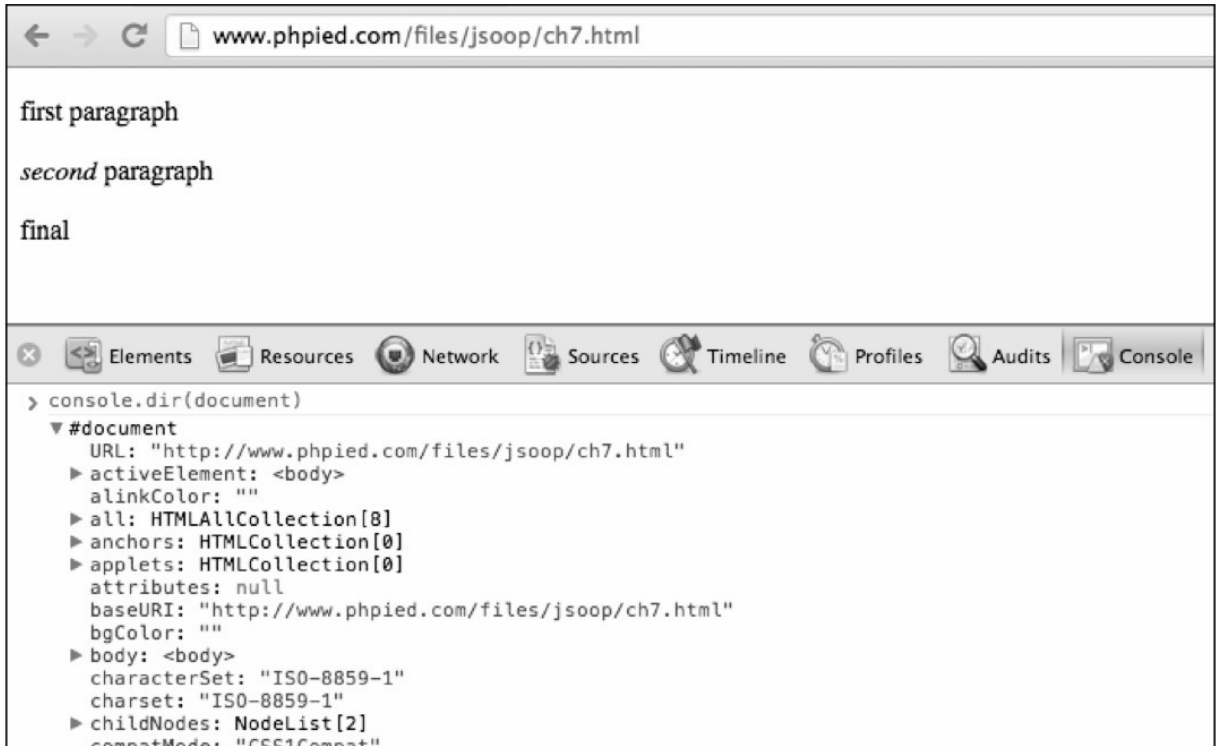 www.phpied.com/files/jsoop/ch7.html
first paragraph
second paragraph
final
Elements Resources Network Sources Timeline Profiles Audits Console
> console.dir(document)
▼#document
URL: "http://www.phpied.com/files/jsoop/ch7.html"
▶activeElement: <body>
alinkColor: ""
▶all: HTMLAllCollection[8]
▶anchors: HTMLCollection[0]
▶applets: HTMLCollection[0]
attributes: null
baseURI: "http://www.phpied.com/files/jsoop/ch7.html"
bgColor: ""
▶body: <body>
characterSet: "ISO-8859-1"
charset: "ISO-8859-1"
▶childNodes: NodeList[2]
compatMode: "CSS1Compat"